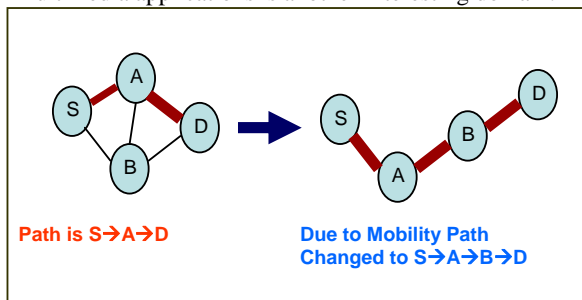 A
S
D
B
D
S
B
A
Path is S→A→D
Due to Mobility Path
Changed to S→A→B→D